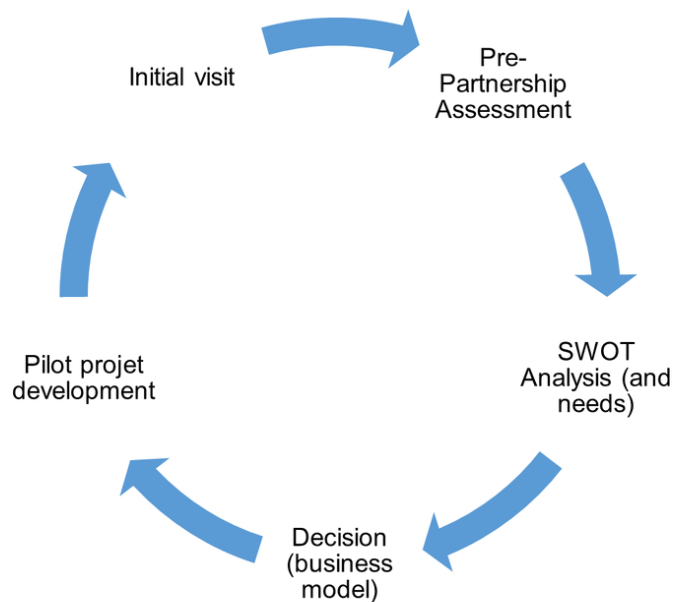 Initial visit
Pre-
Partnership
Assessment
SWOT
Analysis (and
needs)
Decision
(business
model)
Pilot projet
development